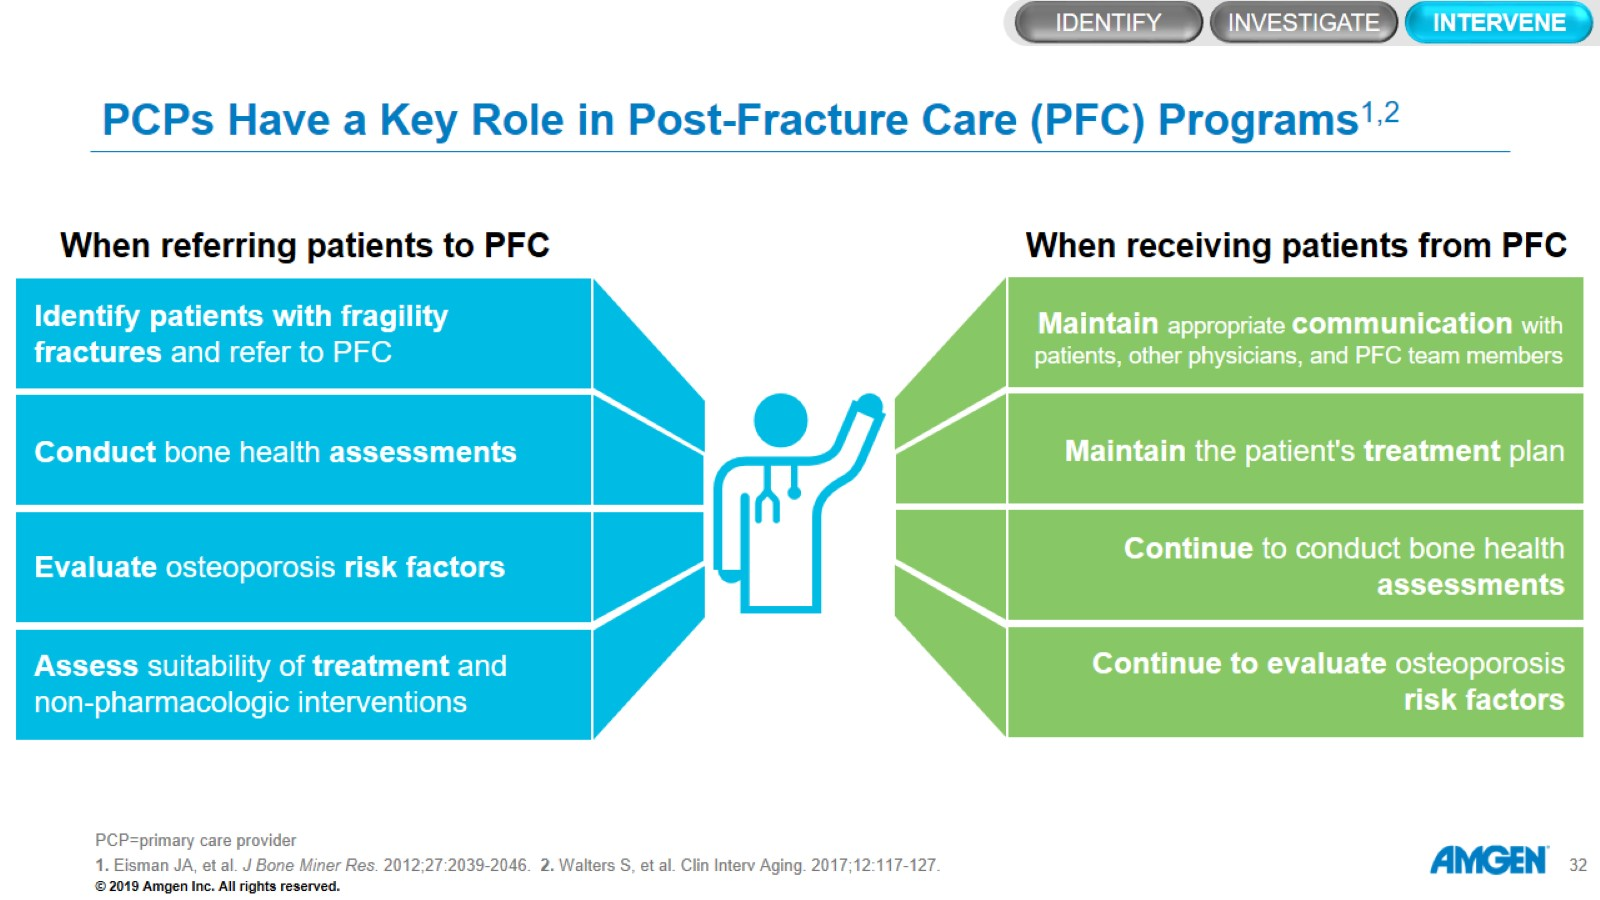 IDENTIFY
INVESTIGATE
INTERVENE
PCPs Have a Key Role in Post-Fracture Care (PFC) Programs1,2
When referring patients to PFC
Identify patients with fragility
fractures and refer to PFC
Conduct bone health assessments
Evaluate osteoporosis risk factors
Assess suitability of treatment and
non-pharmacologic interventions
When receiving patients from PFC
Maintain appropriate communication with
patients, other physicians, and PFC team members
Maintain the patient's treatment plan
Continue to conduct bone health
assessments
Continue to evaluate osteoporosis
risk factors
PCP=primary care provider
1. Eisman JA, et al. J Bone Miner Res. 2012;27:2039-2046. 2. Walters S, et al. Clin Interv Aging. 2017;12:117-127.
© 2019 Amgen Inc. All rights reserved.
AMGEN
32